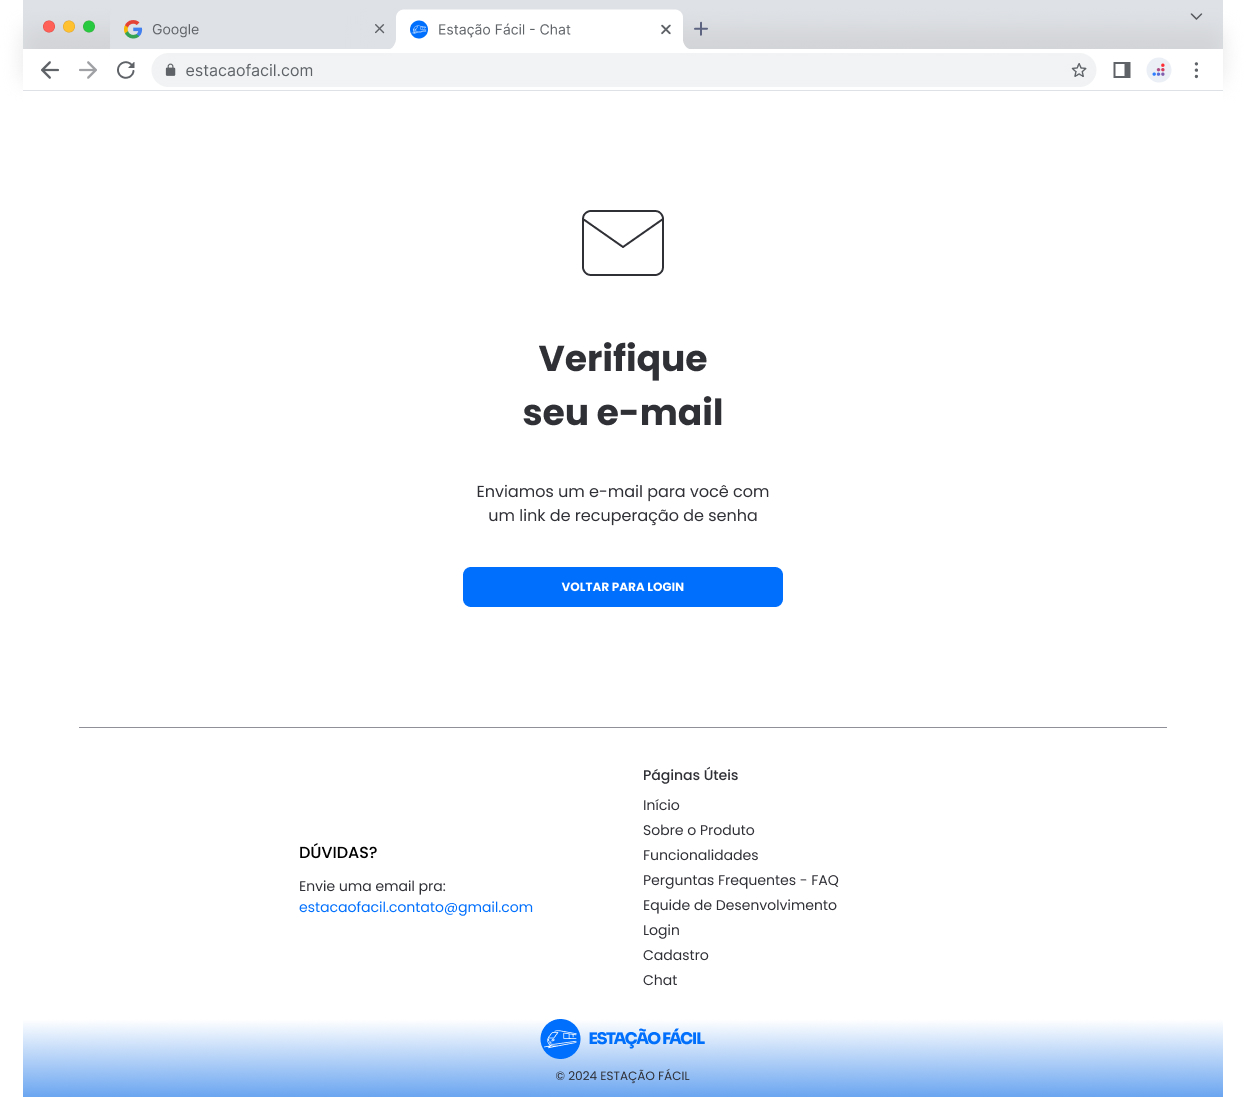 Google
Estação Fácil - Chat
estacaofacil.com
Verifique
seu e-mail
Enviamos um e-mail para você com
um link de recuperação de senha
VOLTAR PARA LOGIN
DÚVIDAS?
Envie uma email pra:
estacaofacil.contato@gmail.com
Páginas Úteis
Início
Sobre o Produto
Funcionalidades
Perguntas Frequentes - FAQ
Equide de Desenvolvimento
Login
Cadastro
Chat
ESTAÇÃO FÁCIL
© 2024 ESTAÇÃO FÁCIL